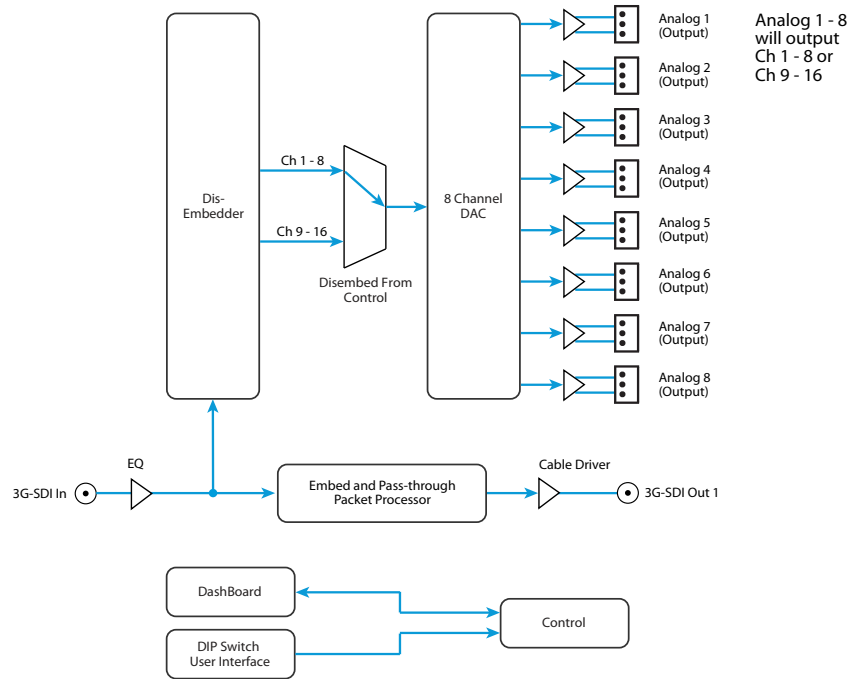 Analog 1
(Output)
Analog 1 - 8
will output
Ch 1 - 8 or
Ch 9 - 16
Analog 2
(Output)
Analog 3
(Output)
Ch 1 - 8
Analog 4
(Output)
Dis-
Embedder
8 Channel
DAC
Ch 9 - 16
Analog 5
(Output)
Disembed From
Control
Analog 6
(Output)
Analog 7
(Output)
Analog 8
(Output)
EQ
Cable Driver
3G-SDI In
Embed and Pass-through
Packet Processor
3G-SDI Out 1
DashBoard
Control
DIP Switch
User Interface